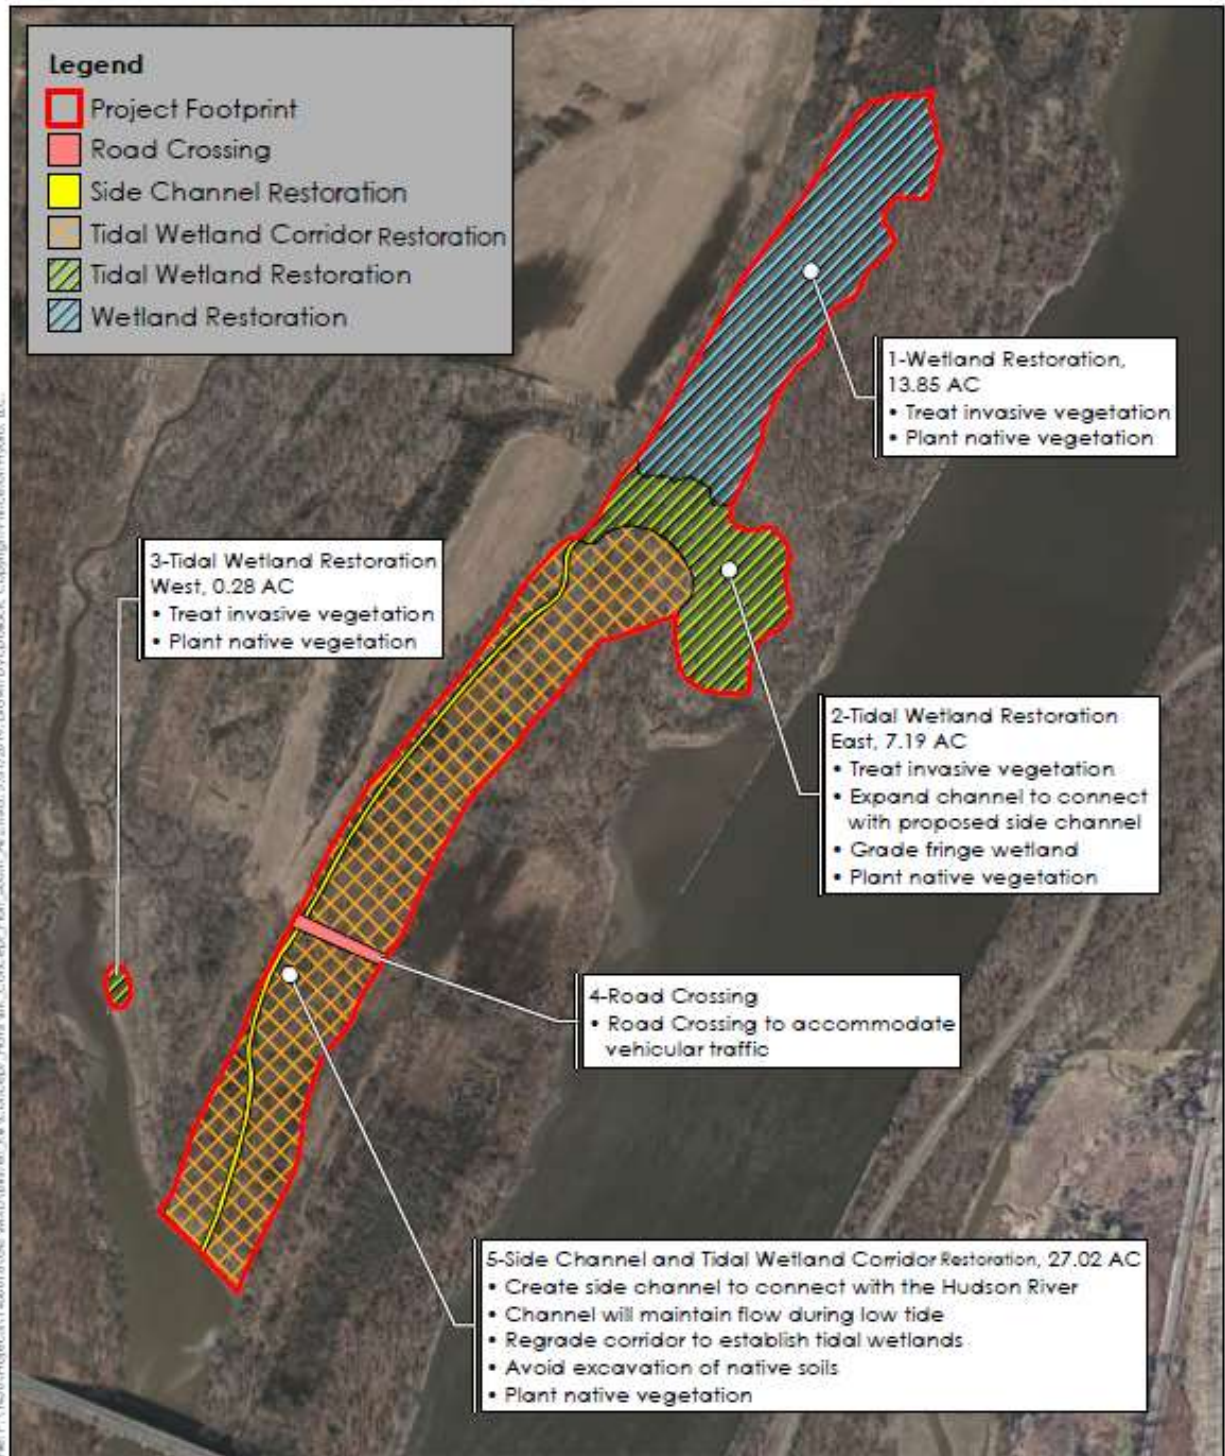 Legend
Project Footprint
Road Crossing
Side Channel Restoration
Tidal Wetland Corridor Restoration
Tidal Wetland Restoration
Wetland Restoration
1-Wetland Restoration,
13.85 AC
• Treat invasive vegetation
• Plant native vegetation
3-Tidal Wetland Restoration
West, 0.28 AC
• Treat invasive vegetation
• Plant native vegetation
2-Tidal Wetland Restoration
East, 7.19 AC
• Treat invasive vegetation
• Expand channel to connect
with proposed side channel
• Grade fringe wetland
• Plant native vegetation
4-Road Crossing
• Road Crossing to accommodate
vehicular traffic
5-Side Channel and Tidal Wetland Corridor Restoration, 27.02 AC
• Create side channel to connect with the Hudson River
• Channel will maintain flow during low tide
• Regrade corridor to establish tidal wetlands
• Avoid excavation of native soils
• Plant native vegetation